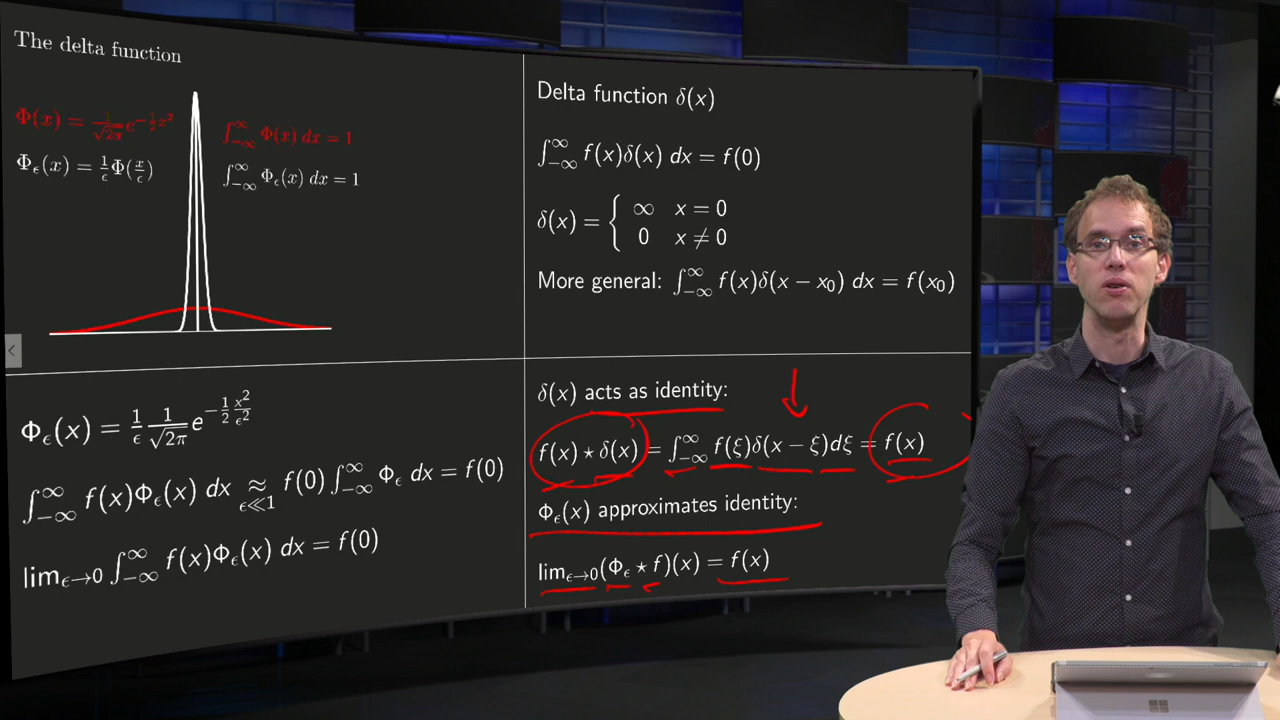 The delta function
Φ(x) = 1/√2π e^{-1/2 x²}
∫_{-∞}^{∞} Φ(x) dx = 1
Φ_ϵ(x) = 1/ϵ Φ(x/ϵ)
∫_{-∞}^{∞} Φ_ϵ(x) dx = 1
Delta function δ(x)
∫_{-∞}^{∞} f(x)δ(x) dx = f(0)
δ(x) = { ∞ x = 0
0 x ≠ 0
More general: ∫_{-∞}^{∞} f(x)δ(x − x₀) dx = f(x₀)
Φ_ϵ(x) = 1/ϵ 1/√2π e^{-1/2 x²/ϵ²}
∫_{-∞}^{∞} f(x)Φ_ϵ(x) dx ≈_{ϵ≪1} f(0) ∫_{-∞}^{∞} Φ_ϵ dx = f(0)
lim_{ϵ→0} ∫_{-∞}^{∞} f(x)Φ_ϵ(x) dx = f(0)
δ(x) acts as identity:
f(x) ⋆ δ(x) = ∫_{-∞}^{∞} f(ξ)δ(x − ξ)dξ = f(x)
Φ_ϵ(x) approximates identity:
lim_{ϵ→0}(Φ_ϵ ⋆ f)(x) = f(x)